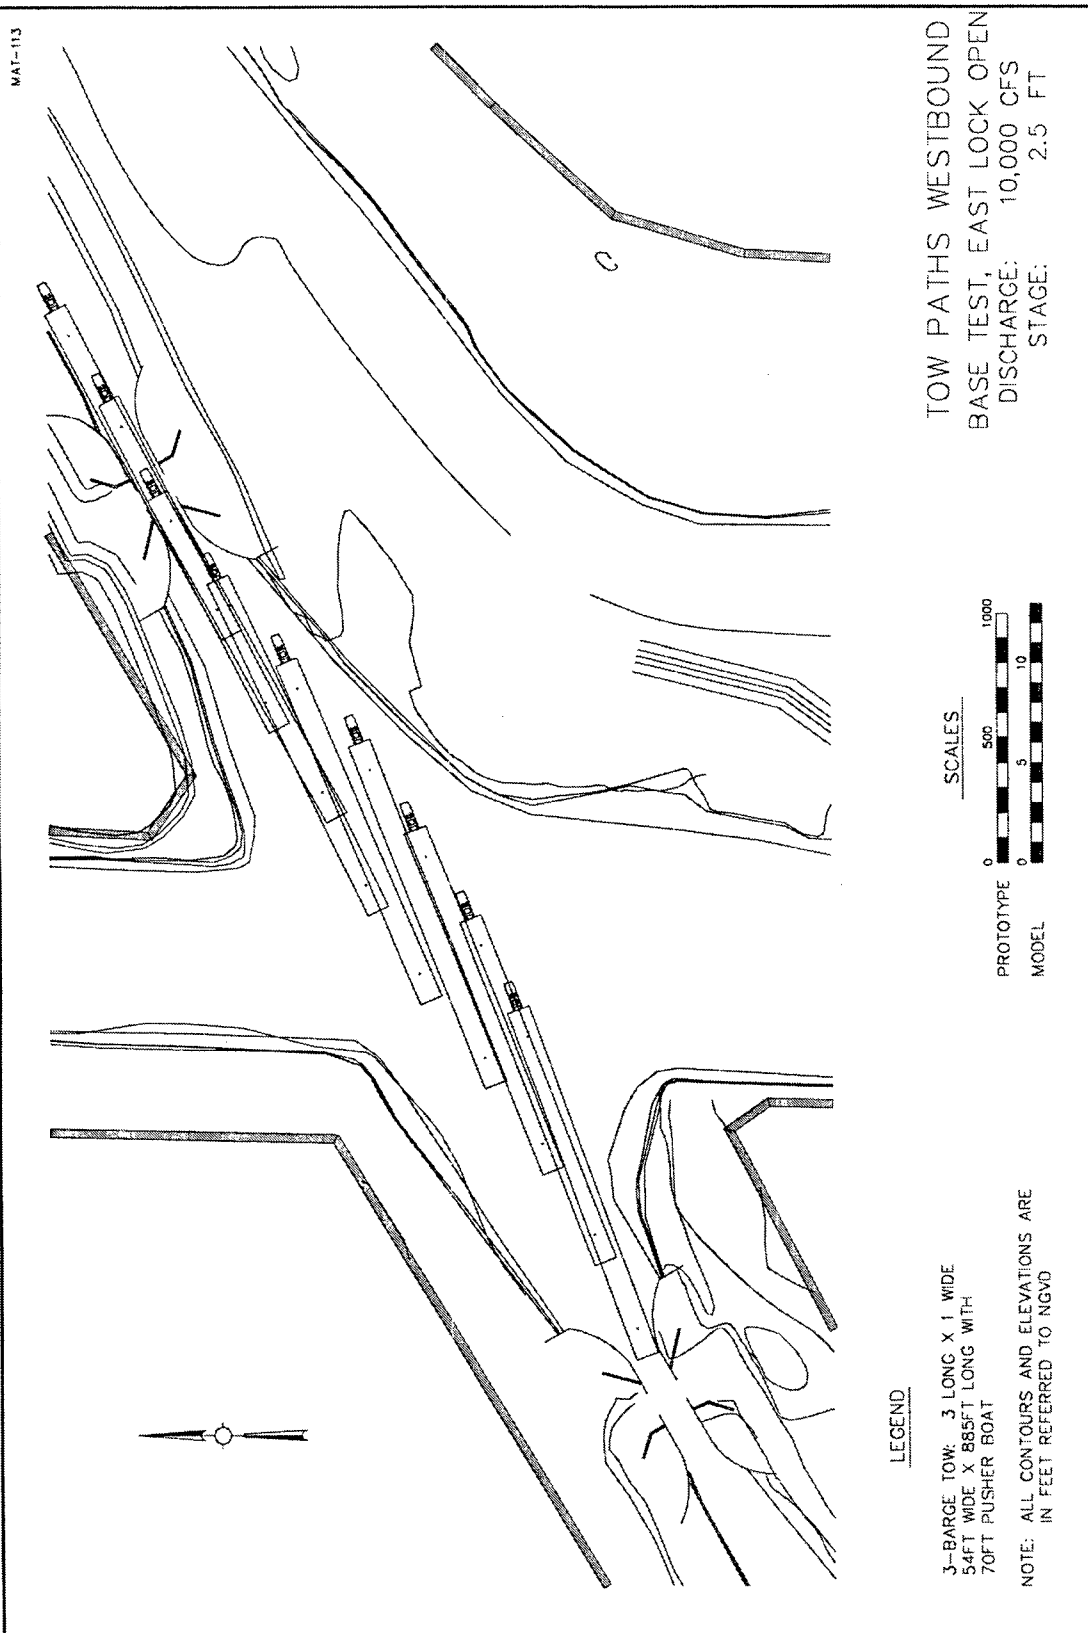 MAT-113
TOW PATHS WESTBOUND
BASE TEST, EAST LOCK OPEN
DISCHARGE: 10,000 CFS
STAGE: 2.5 FT
SCALES
PROTOTYPE 0 500 1000
MODEL 0 5 10
LEGEND
3-BARGE TOW: 3 LONG X 1 WIDE
54FT WIDE X 885FT LONG WITH
70FT PUSHER BOAT
NOTE: ALL CONTOURS AND ELEVATIONS ARE
IN FEET REFERRED TO NGVD